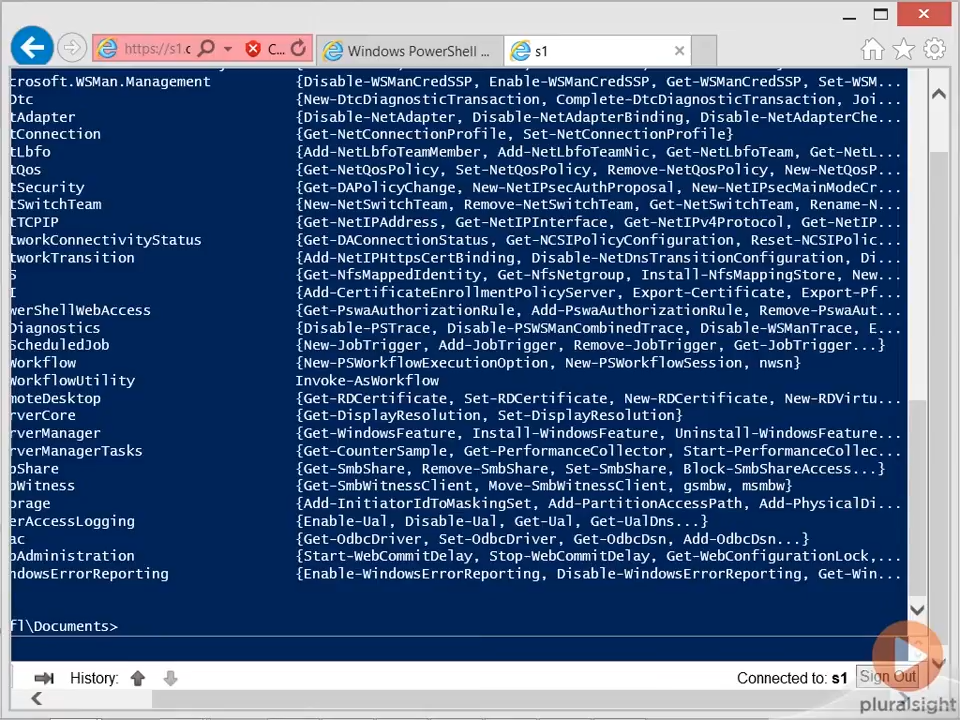 https://s1.c
C...
Windows PowerShell ...
s1
crosoft.WSMan.Management {Disable-WSManCredSSP, Enable-WSManCredSSP, Get-WSManCredSSP, Set-WSM...
Dtc {New-DtcDiagnosticTransaction, Complete-DtcDiagnosticTransaction, Joi...
tAdapter {Disable-NetAdapter, Disable-NetAdapterBinding, Disable-NetAdapterChe...
tConnection {Get-NetConnectionProfile, Set-NetConnectionProfile}
tLbfo {Add-NetLbfoTeamMember, Add-NetLbfoTeamNic, Get-NetLbfoTeam, Get-NetL...
tQos {Get-NetQosPolicy, Set-NetQosPolicy, Remove-NetQosPolicy, New-NetQosP...
tSecurity {Get-DAPolicyChange, New-NetIPsecAuthProposal, New-NetIPsecMainModeCr...
tSwitchTeam {New-NetSwitchTeam, Remove-NetSwitchTeam, Get-NetSwitchTeam, Rename-N...
tTCPIP {Get-NetIPAddress, Get-NetIPInterface, Get-NetIPv4Protocol, Get-NetIP...
tworkConnectivityStatus {Get-DAConnectionStatus, Get-NCSIPolicyConfiguration, Reset-NCSIPolic...
tworkTransition {Add-NetIPHttpsCertBinding, Disable-NetDnsTransitionConfiguration, Di...
S {Get-NfsMappedIdentity, Get-NfsNetgroup, Install-NfsMappingStore, New...
I {Add-CertificateEnrollmentPolicyServer, Export-Certificate, Export-Pf...
werShellWebAccess {Get-PswaAuthorizationRule, Add-PswaAuthorizationRule, Remove-PswaAut...
Diagnostics {Disable-PSTrace, Disable-PSWSManCombinedTrace, Disable-WSManTrace, E...
ScheduledJob {New-JobTrigger, Add-JobTrigger, Remove-JobTrigger, Get-JobTrigger...}
Workflow {New-PSWorkflowExecutionOption, New-PSWorkflowSession, nwsn}
WorkflowUtility Invoke-AsWorkflow
moteDesktop {Get-RDCertificate, Set-RDCertificate, New-RDCertificate, New-RDVirtu...
rverCore {Get-DisplayResolution, Set-DisplayResolution}
rverManager {Get-WindowsFeature, Install-WindowsFeature, Uninstall-WindowsFeature...
rverManagerTasks {Get-CounterSample, Get-PerformanceCollector, Start-PerformanceCollec...
bShare {Get-SmbShare, Remove-SmbShare, Set-SmbShare, Block-SmbShareAccess...}
bWitness {Get-SmbWitnessClient, Move-SmbWitnessClient, gsmbw, msmbw}
orage {Add-InitiatorIdToMaskingSet, Add-PartitionAccessPath, Add-PhysicalDi...
erAccessLogging {Enable-Ual, Disable-Ual, Get-Ual, Get-UalDns...}
ac {Get-OdbcDriver, Set-OdbcDriver, Get-OdbcDsn, Add-OdbcDsn...}
bAdministration {Start-WebCommitDelay, Stop-WebCommitDelay, Get-WebConfigurationLock,...
ndowsErrorReporting {Enable-WindowsErrorReporting, Disable-WindowsErrorReporting, Get-Win...
fl\Documents>
History:
Connected to: s1
Sign Out
pluralsight